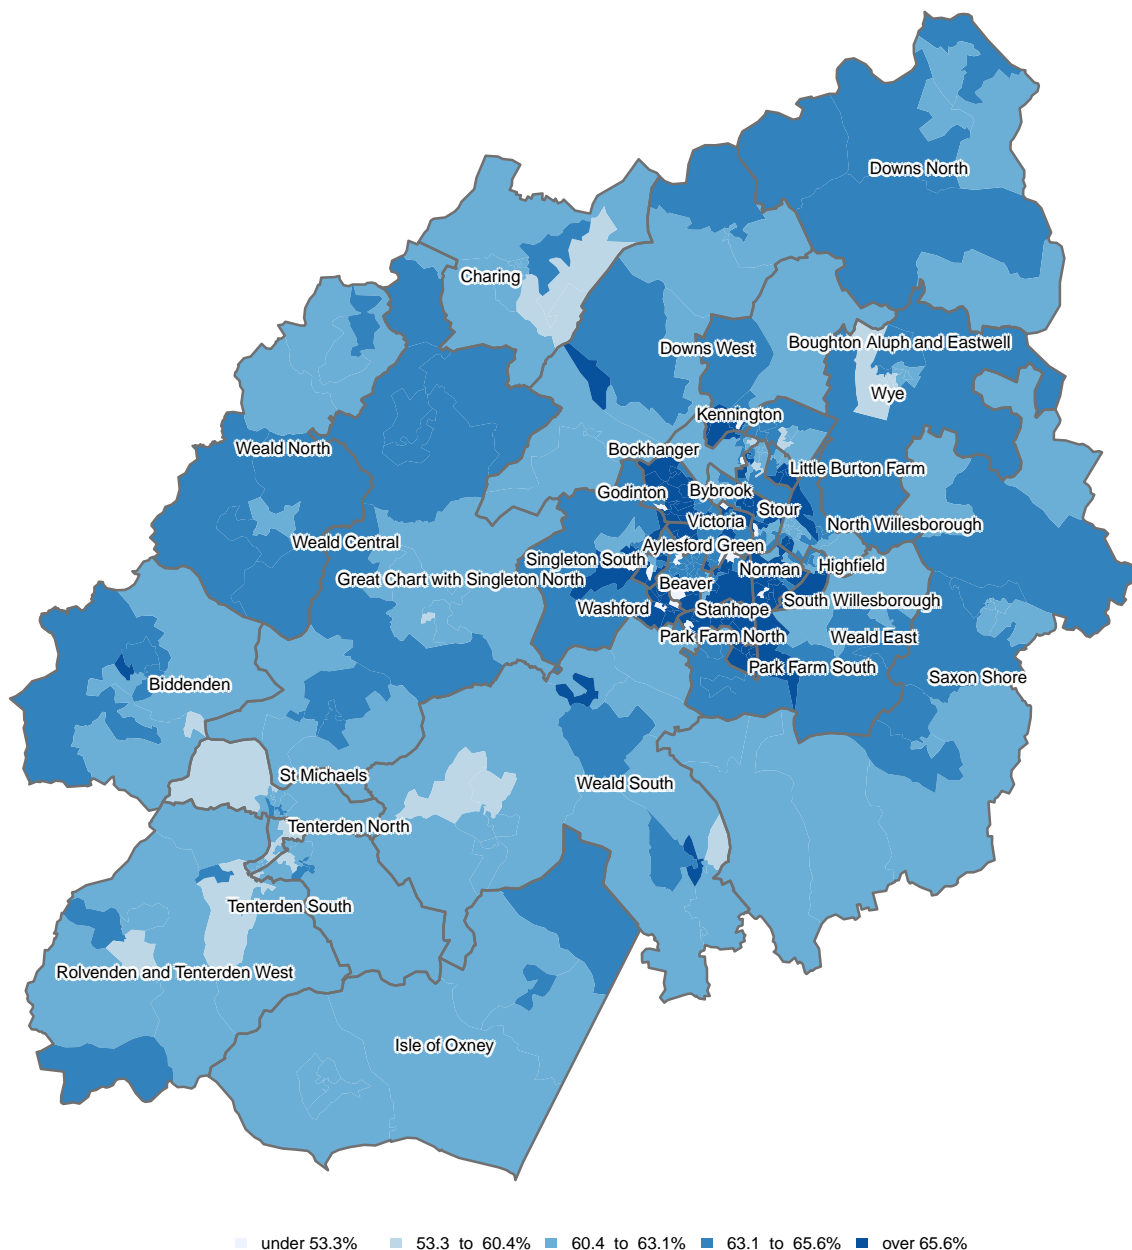 Downs North
Charing
Boughton Aluph and Eastwell
Downs West
Wye
Kennington
Weald North
Bockhanger
Little Burton Farm
Godinton
Bybrook
Stour
Victoria
North Willesborough
Weald Central
Aylesford Green
Singleton South
Highfield
Norman
Great Chart with Singleton North
Beaver
South Willesborough
Washford
Stanhope
Park Farm North
Weald East
Park Farm South
Saxon Shore
Biddenden
St Michaels
Weald South
Tenterden North
Tenterden South
Rolvenden and Tenterden West
Isle of Oxney
under 53.3% 53.3 to 60.4% 60.4 to 63.1% 63.1 to 65.6% over 65.6%